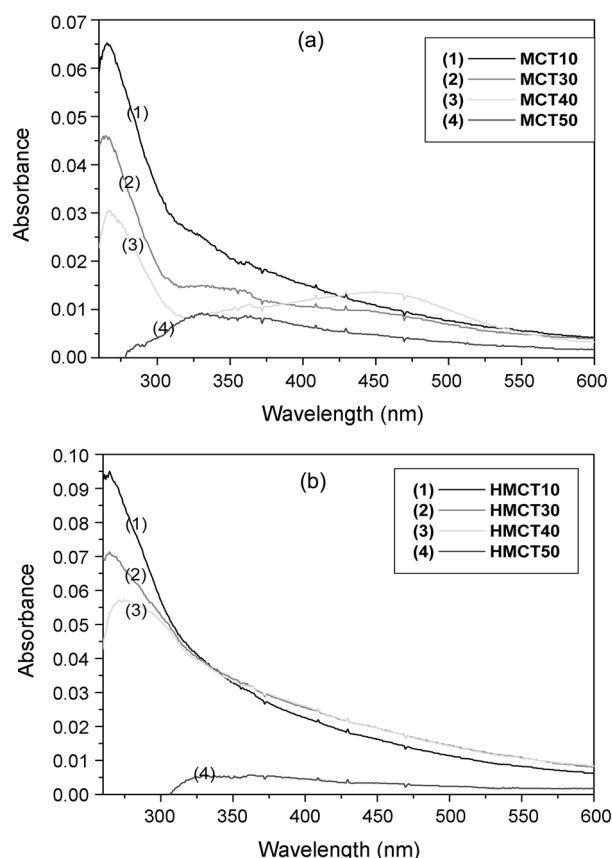 (a)
(1) MCT10
(2) MCT30
(3) MCT40
(4) MCT50
0.07
0.06
0.05
0.04
0.03
0.02
0.01
0.00
Absorbance
(1)
(2)
(3)
(4)
300 350 400 450 500 550 600
Wavelength (nm)
(b)
(1) HMCT10
(2) HMCT30
(3) HMCT40
(4) HMCT50
0.10
0.09
0.08
0.07
0.06
0.05
0.04
0.03
0.02
0.01
0.00
Absorbance
(1)
(2)
(3)
(4)
300 350 400 450 500 550 600
Wavelength (nm)